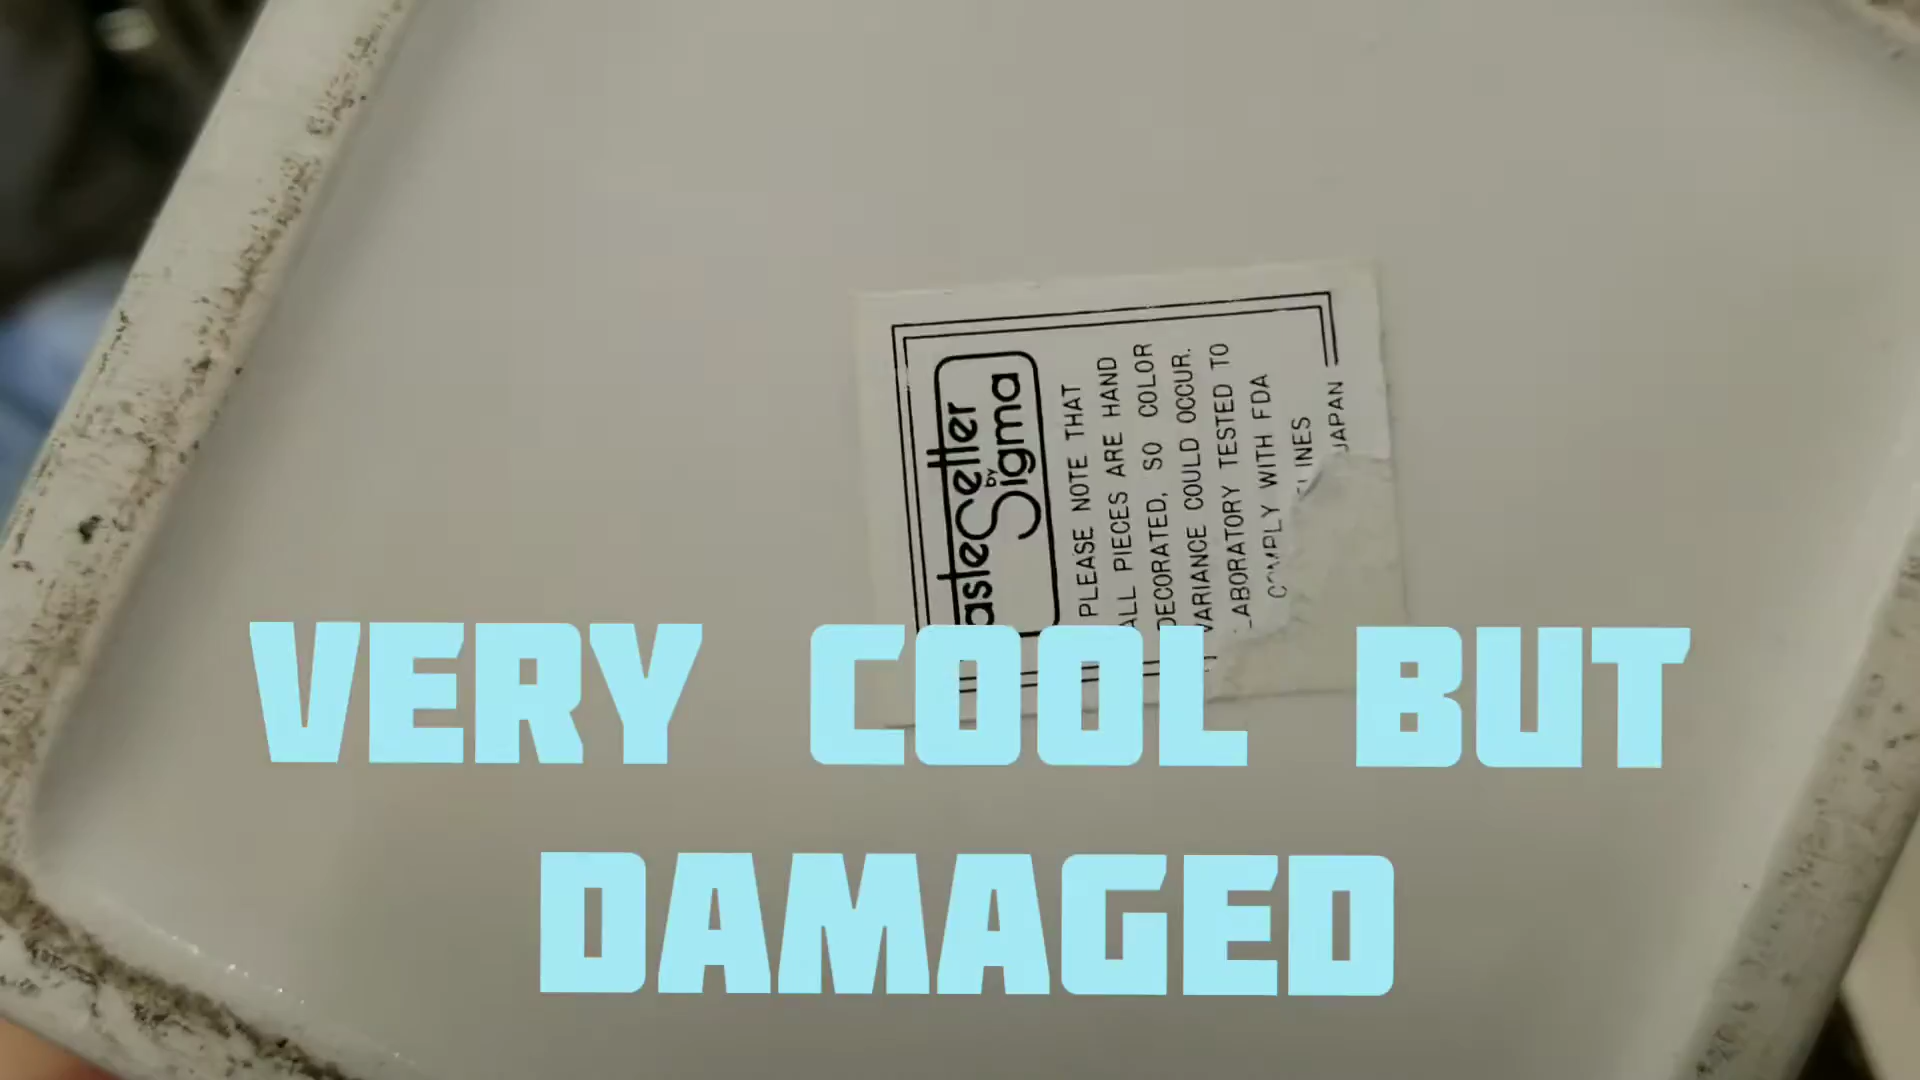 asteSetter
BY
Sigma
PLEASE NOTE THAT
ALL PIECES ARE HAND
DECORATED, SO COLOR
VARIANCE COULD OCCUR.
LABORATORY TESTED TO
COMPLY WITH FDA
INES
JAPAN
VERY COOL BUT
DAMAGED